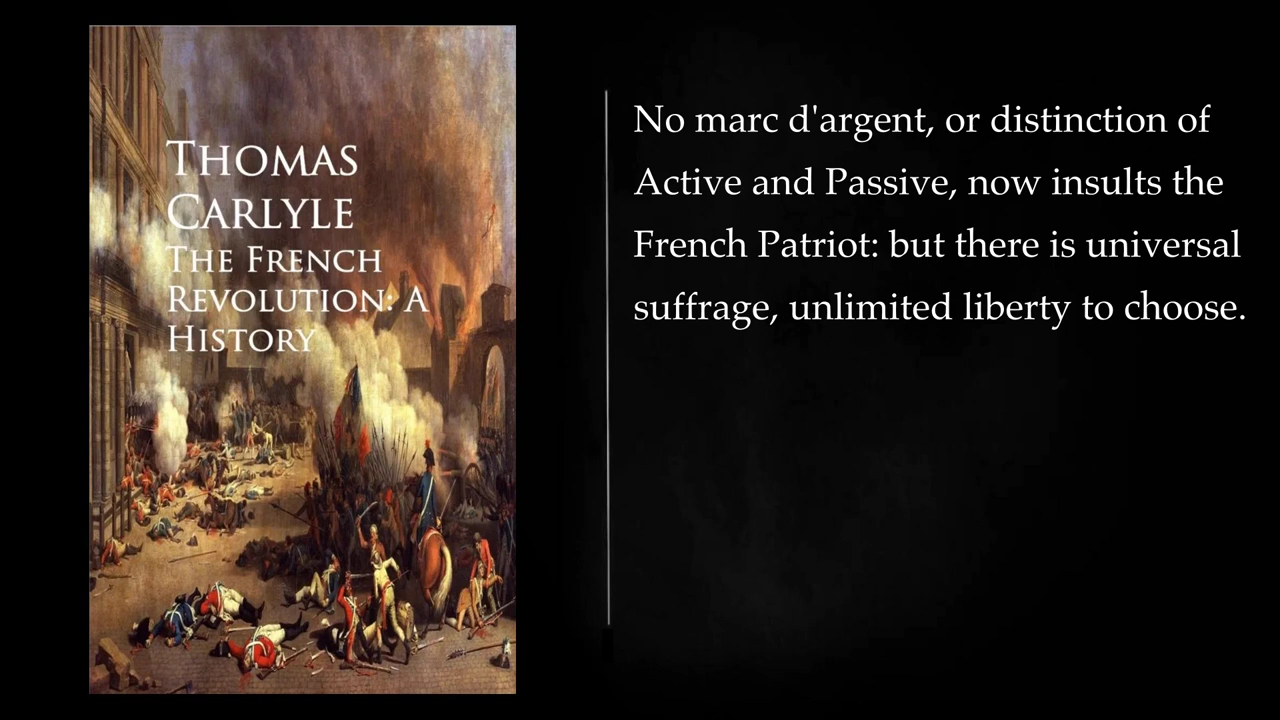 THOMAS
CARLYLE
THE FRENCH
REVOLUTION: A
HISTORY
No marc d'argent, or distinction of
Active and Passive, now insults the
French Patriot: but there is universal
suffrage, unlimited liberty to choose.